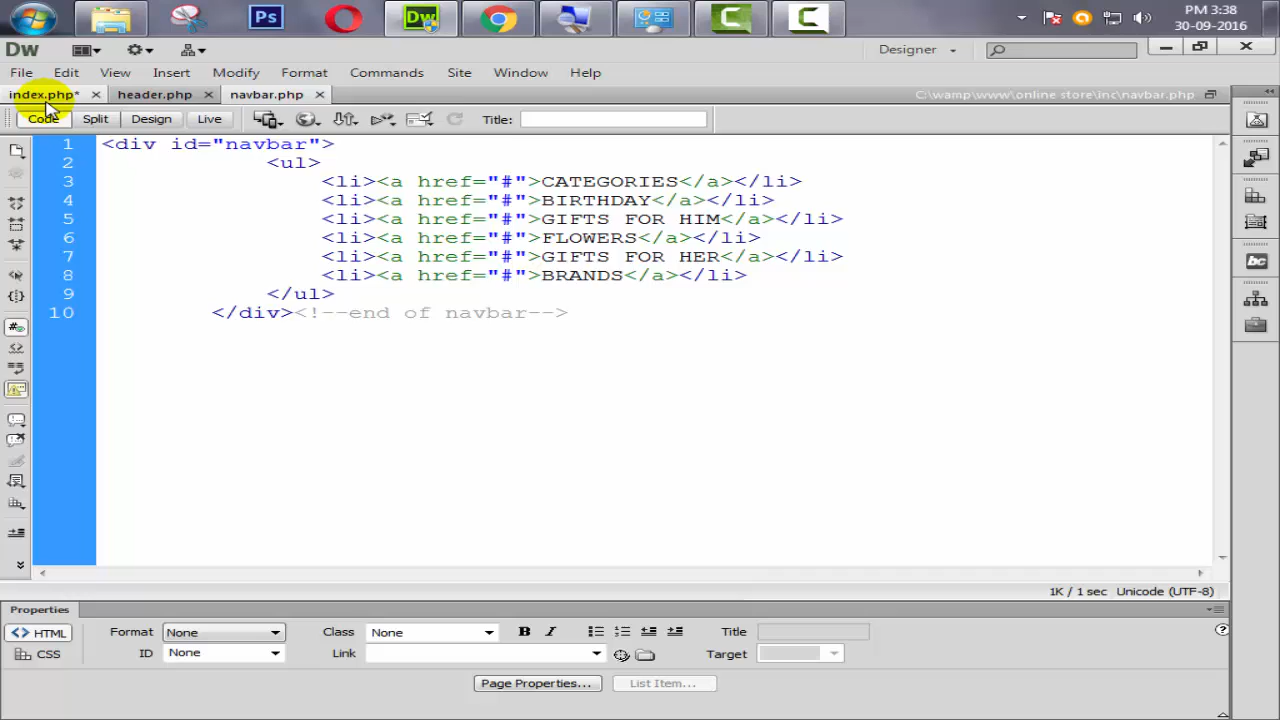 Ps
Dw
PM 3:38
30-09-2016
Dw
Designer
File Edit View Insert Modify Format Commands Site Window Help
index.php* header.php navbar.php C:\wamp\www\online store\inc\navbar.php
Code Split Design Live Title:
1 <div id="navbar">
2 <ul>
3 <li><a href="#">CATEGORIES</a></li>
4 <li><a href="#">BIRTHDAY</a></li>
5 <li><a href="#">GIFTS FOR HIM</a></li>
6 <li><a href="#">FLOWERS</a></li>
7 <li><a href="#">GIFTS FOR HER</a></li>
8 <li><a href="#">BRANDS</a></li>
9 </ul>
10 </div><!--end of navbar-->
1K / 1 sec Unicode (UTF-8)
Properties
<> HTML Format None Class None B I Title
CSS ID None Link Target
Page Properties... List Item...